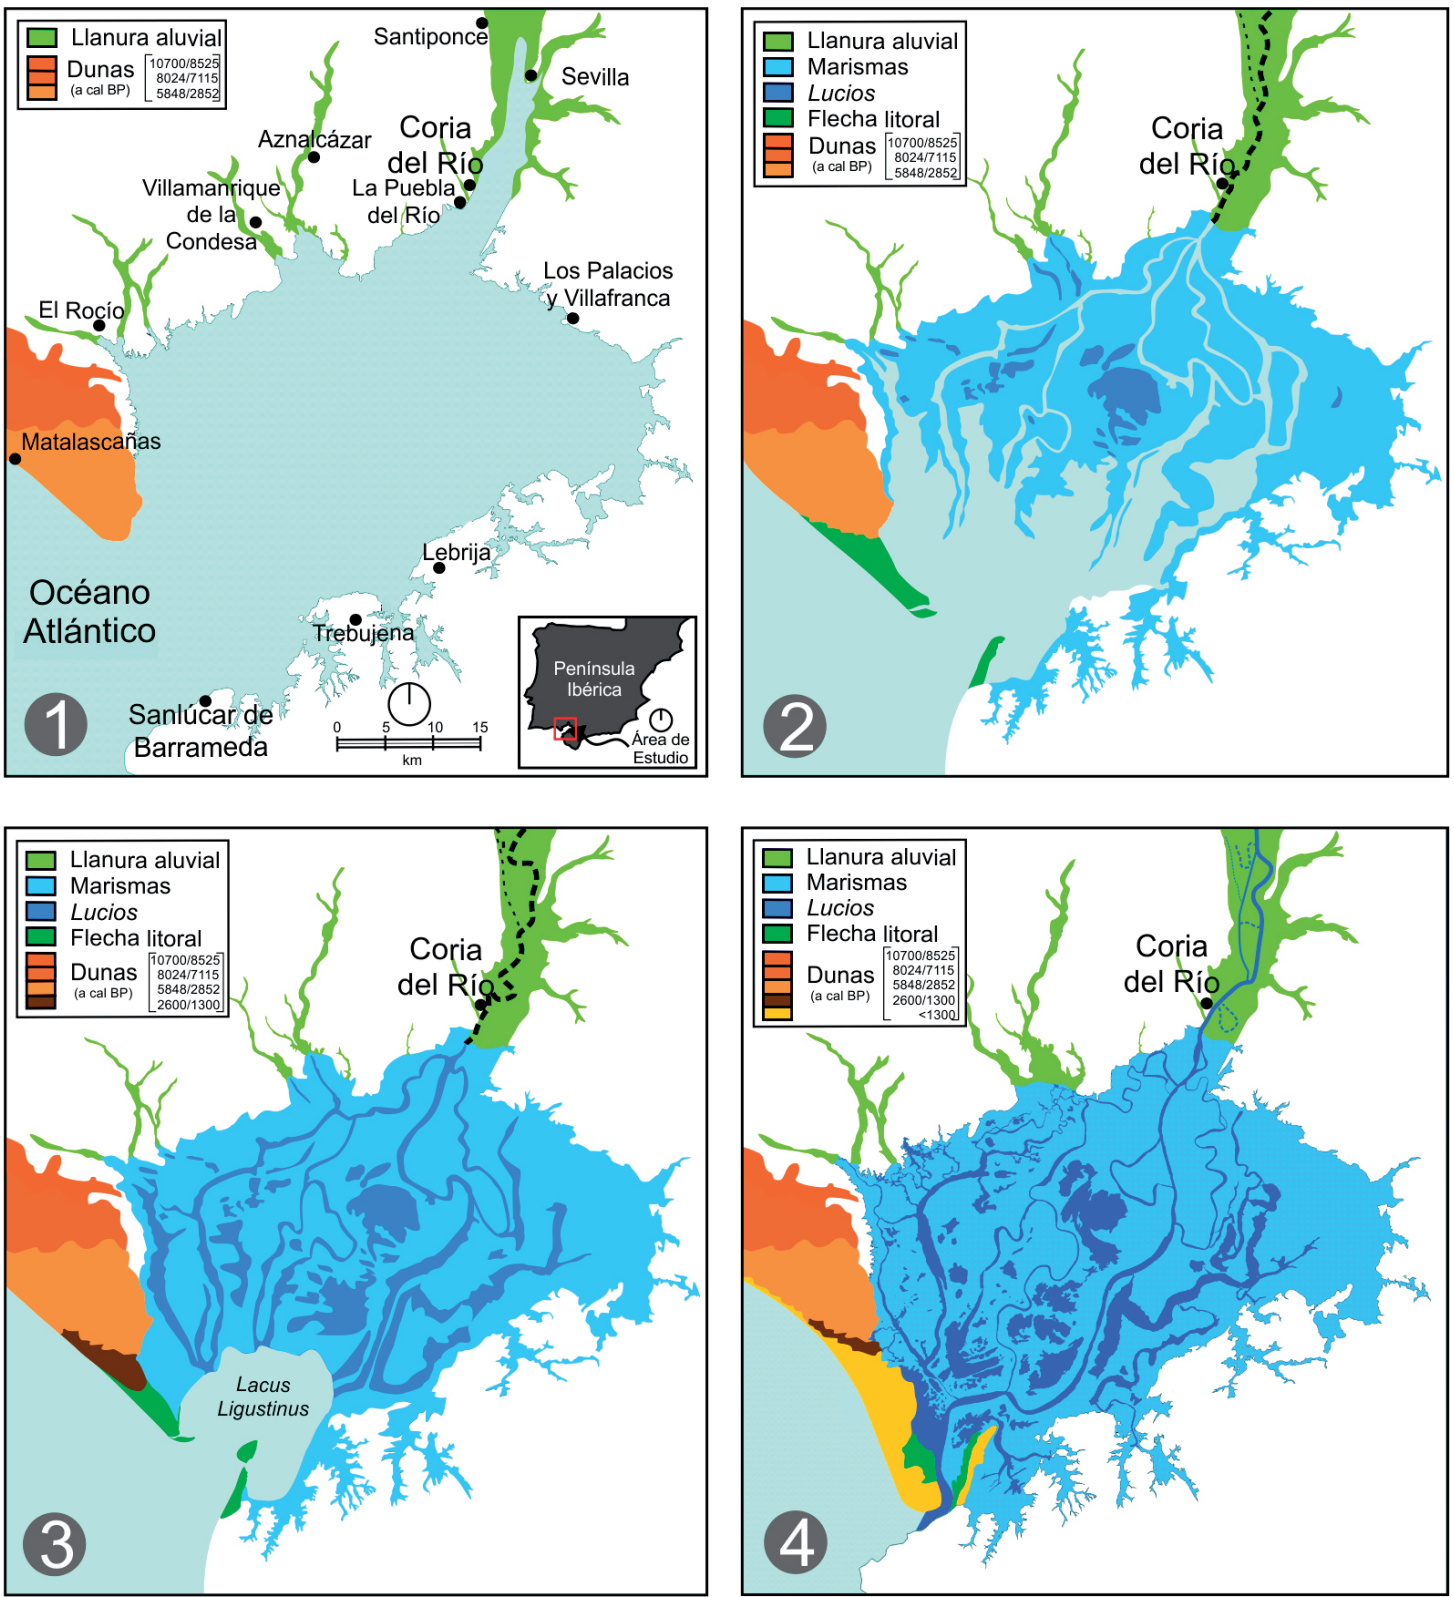 Llanura aluvial
Dunas
(a cal BP)
10700/8525
8024/7115
5848/2852
Santiponce
Sevilla
Aznalcázar
Coria
del Río
Villamanrique
de la
Condesa
La Puebla
del Río
Los Palacios
y Villafranca
El Rocío
Matalascañas
Lebrija
Océano
Atlántico
Trebujena
Sanlúcar de
Barrameda
0 5 10 15
km
Península
Ibérica
Área de
Estudio
1
Llanura aluvial
Marismas
Lucios
Flecha litoral
Dunas
(a cal BP)
10700/8525
8024/7115
5848/2852
Coria
del Río
2
Llanura aluvial
Marismas
Lucios
Flecha litoral
Dunas
(a cal BP)
10700/8525
8024/7115
5848/2852
2600/1300
Coria
del Río
Lacus
Ligustinus
3
Llanura aluvial
Marismas
Lucios
Flecha litoral
Dunas
(a cal BP)
10700/8525
8024/7115
5848/2852
2600/1300
<1300
Coria
del Río
4